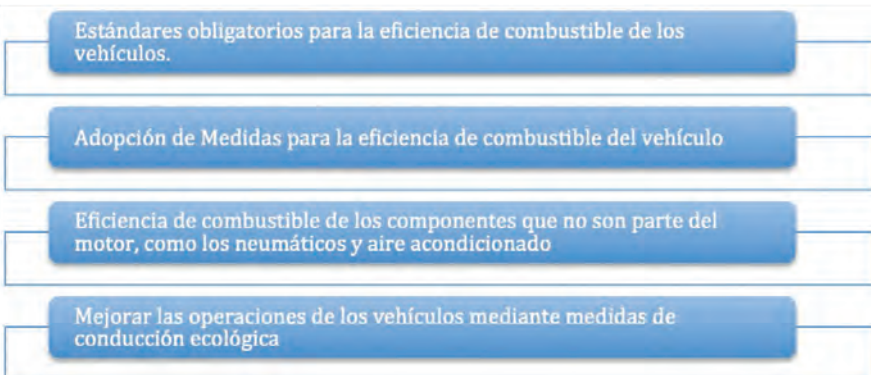 Estándares obligatorios para la eficiencia de combustible de los
vehículos.
Adopción de Medidas para la eficiencia de combustible del vehículo
Eficiencia de combustible de los componentes que no son parte del
motor, como los neumáticos y aire acondicionado
Mejorar las operaciones de los vehículos mediante medidas de
conducción ecológica